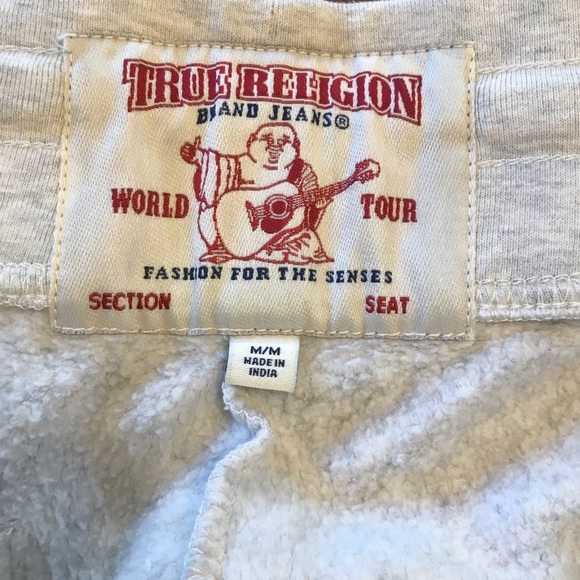 TRUE RELIGION
BRAND JEANS®
WORLD TOUR
FASHION FOR THE SENSES
SECTION SEAT
M/M
MADE IN
INDIA